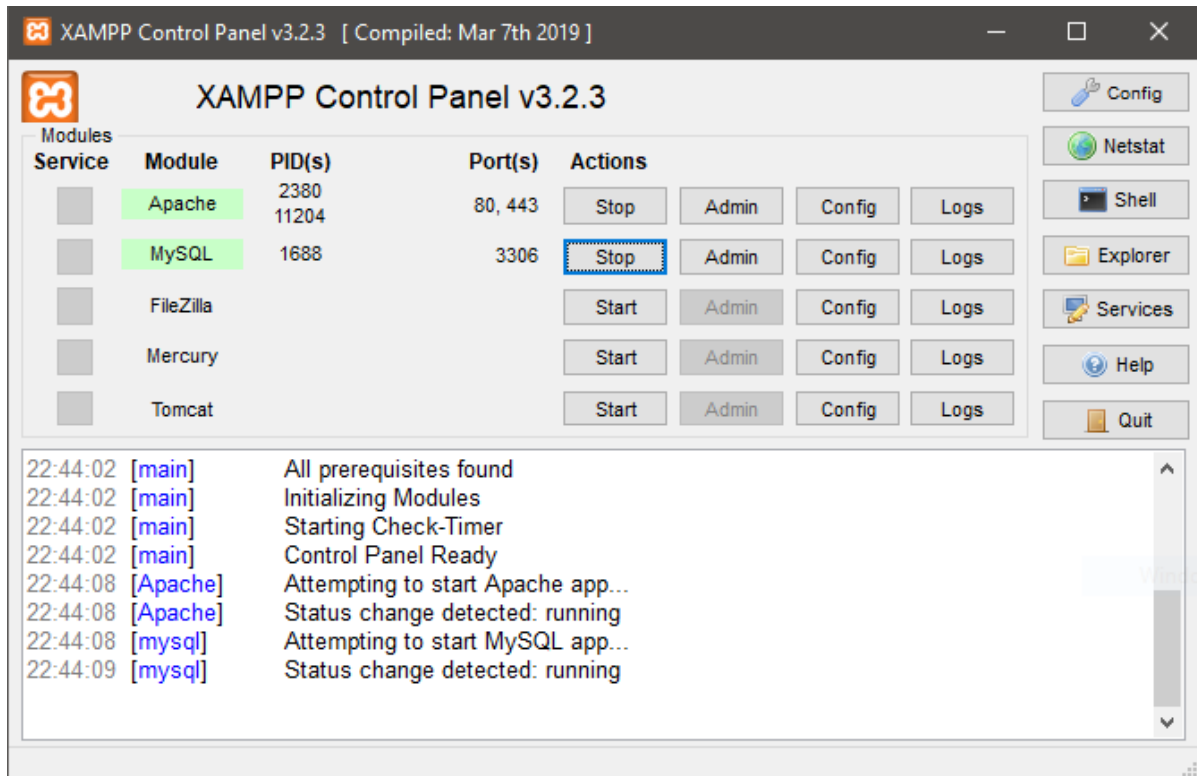 XAMPP Control Panel v3.2.3 [ Compiled: Mar 7th 2019 ]
XAMPP Control Panel v3.2.3
Config
Netstat
Shell
Explorer
Services
Help
Quit
Modules
Service Module PID(s) Port(s) Actions
Apache 2380 11204 80, 443 Stop Admin Config Logs
MySQL 1688 3306 Stop Admin Config Logs
FileZilla Start Admin Config Logs
Mercury Start Admin Config Logs
Tomcat Start Admin Config Logs
22:44:02 [main] All prerequisites found
22:44:02 [main] Initializing Modules
22:44:02 [main] Starting Check-Timer
22:44:02 [main] Control Panel Ready
22:44:08 [Apache] Attempting to start Apache app...
22:44:08 [Apache] Status change detected: running
22:44:08 [mysql] Attempting to start MySQL app...
22:44:09 [mysql] Status change detected: running